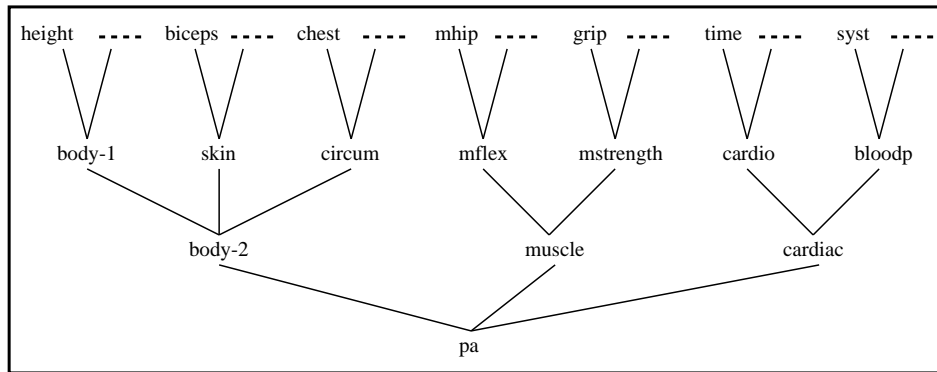 height biceps chest mhip grip time syst
body-1 skin circum mflex mstrength cardio bloodp
body-2 muscle cardiac
pa